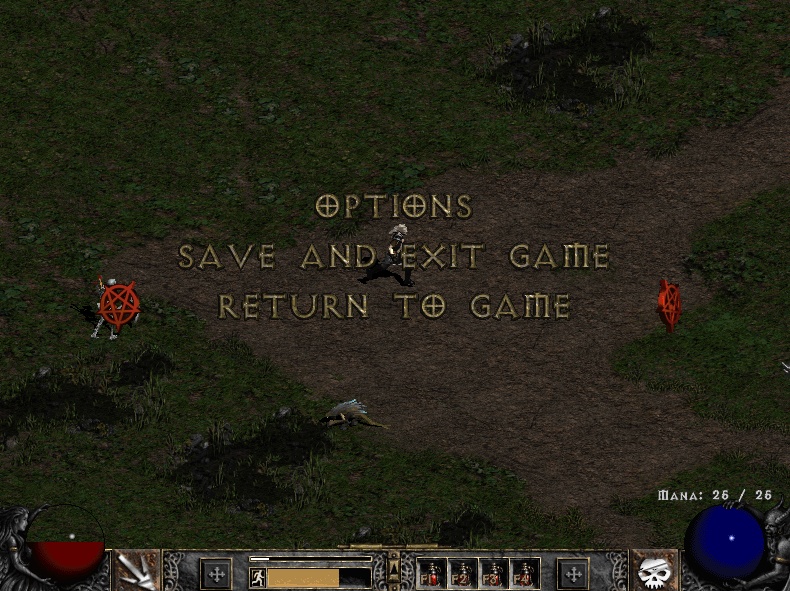 OPTIONS
SAVE AND EXIT GAME
RETURN TO GAME
MANA: 26 / 26
F1 F2 F3 F4